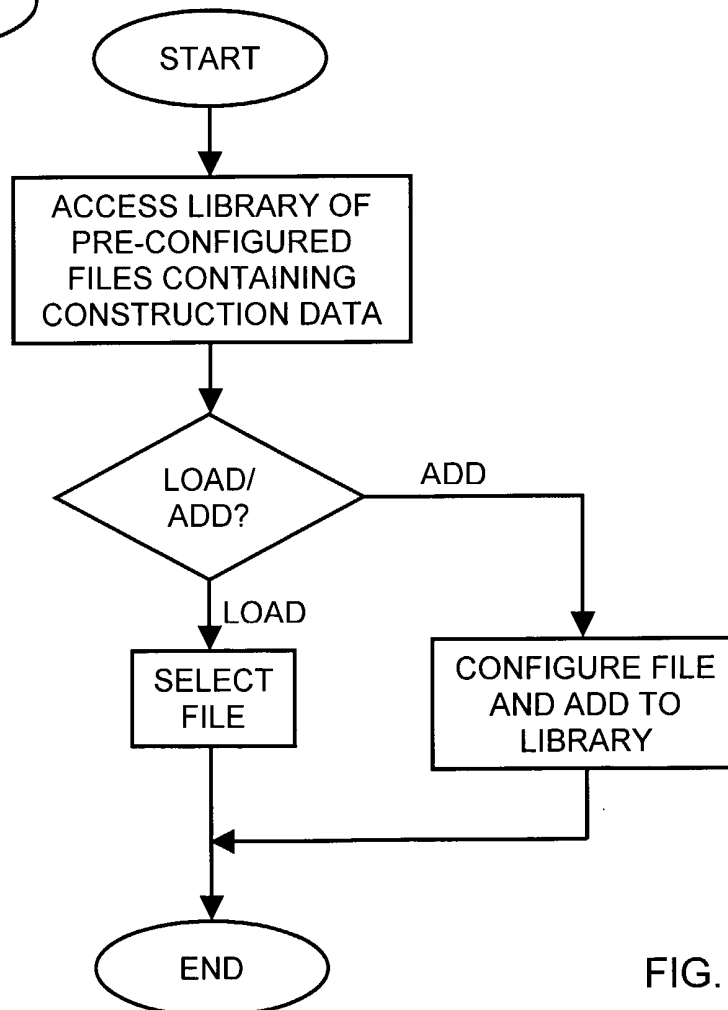 START
ACCESS LIBRARY OF
PRE-CONFIGURED
FILES CONTAINING
CONSTRUCTION DATA
LOAD/
ADD?
ADD
LOAD
SELECT
FILE
CONFIGURE FILE
AND ADD TO
LIBRARY
END
FIG.